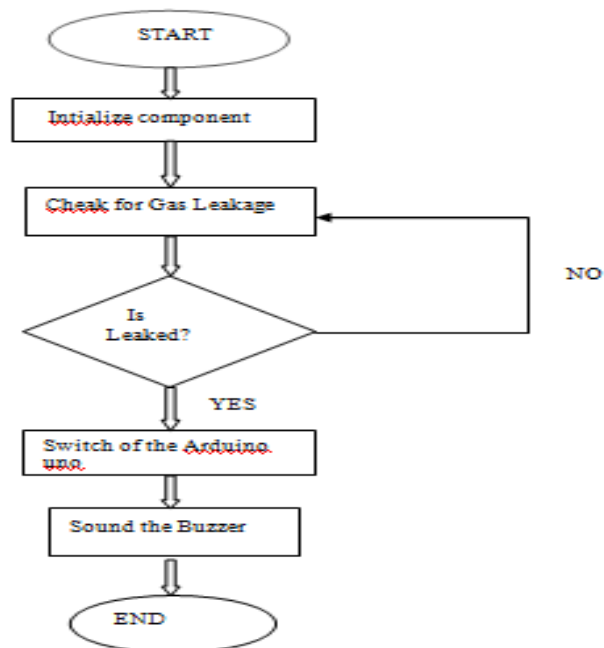 START
Intialize component
Cheak for Gas Leakage
Is
Leaked?
NO
YES
Switch of the Arduino
uno
Sound the Buzzer
END